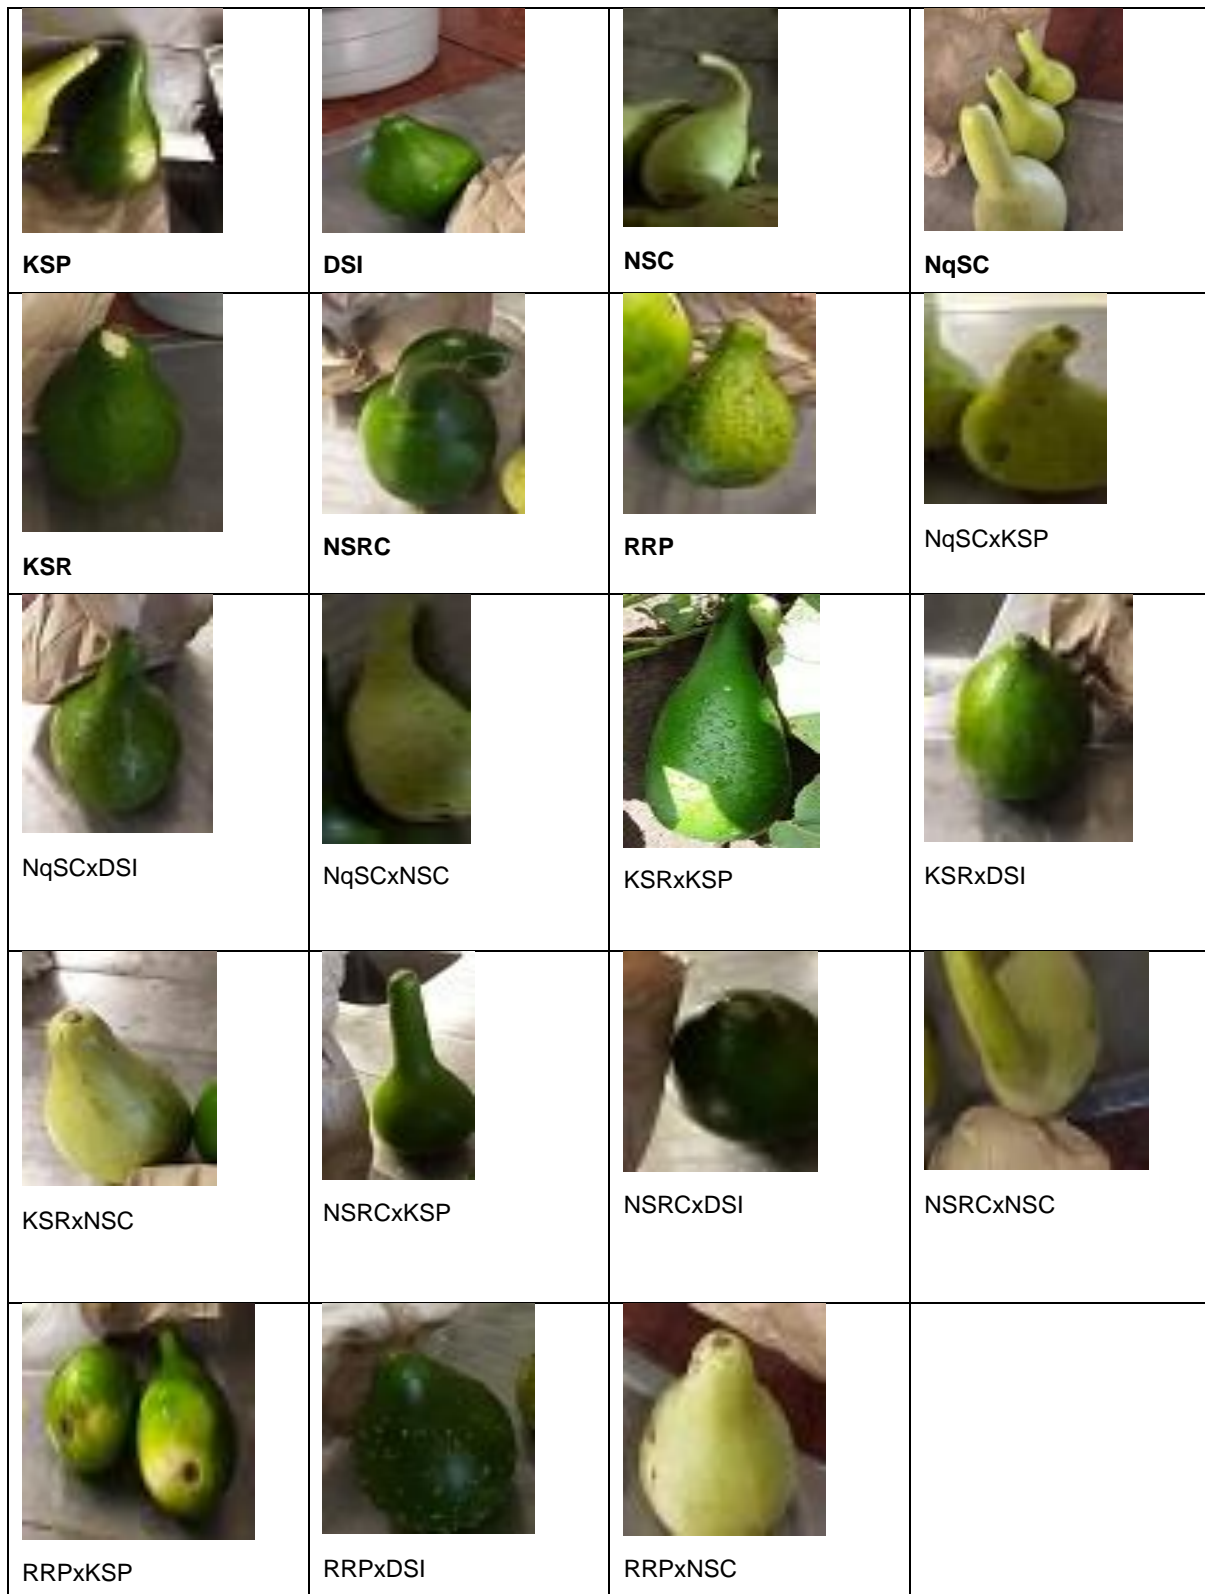 KSP
DSI
NSC
NqSC
KSR
NSRC
RRP
NqSCxKSP
NqSCxDSI
NqSCxNSC
KSRxKSP
KSRxDSI
KSRxNSC
NSRCxKSP
NSRCxDSI
NSRCxNSC
RRPxKSP
RRPxDSI
RRPxNSC